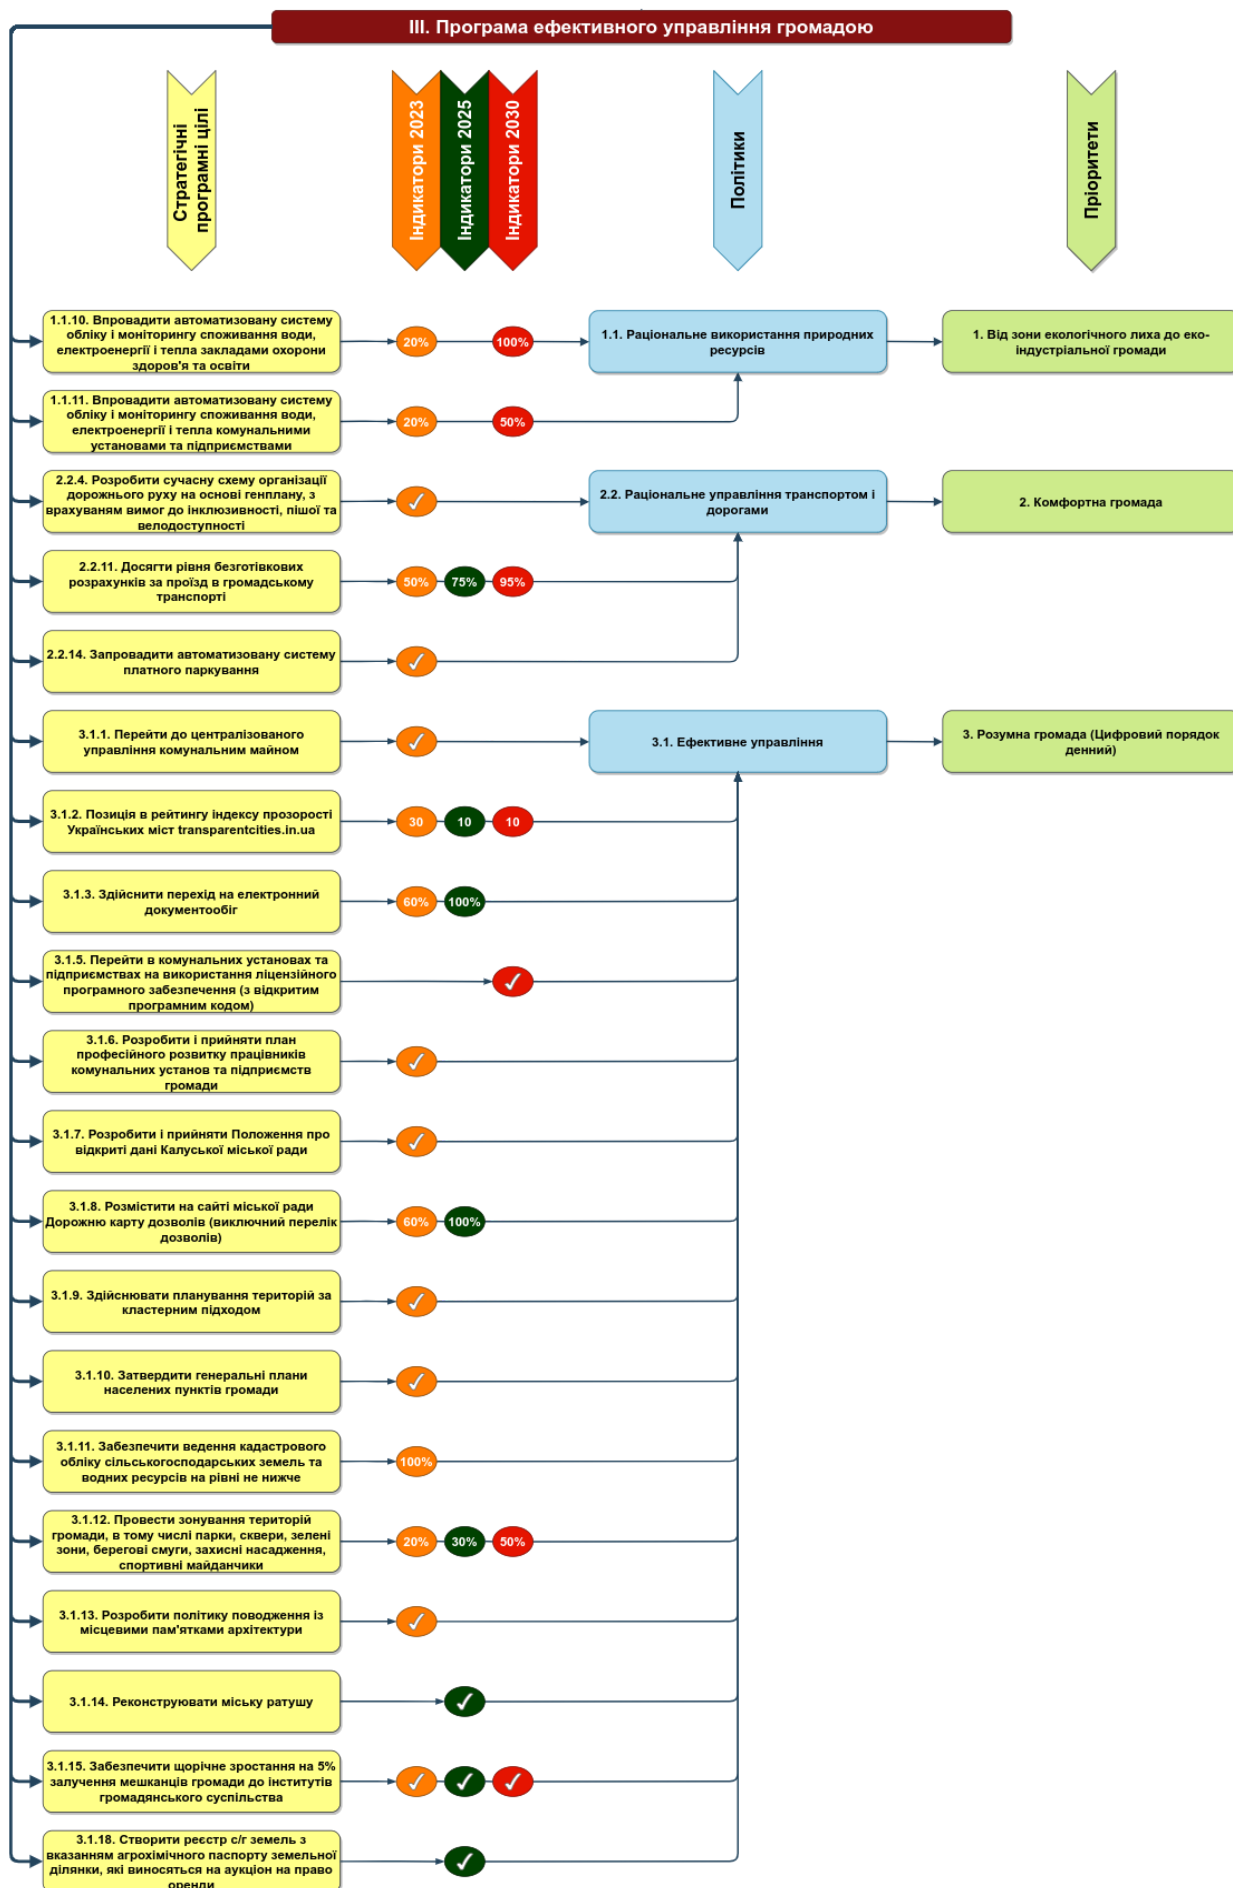 III. Програма ефективного управління громадою
Стратегічні
програмні цілі
Індикатори 2023
Індикатори 2025
Індикатори 2030
Політики
Пріоритети
1.1.10. Впровадити автоматизовану систему
обліку і моніторингу споживання води,
електроенергії і тепла закладами охорони
здоров'я та освіти
20%
100%
1.1. Раціональне використання природних
ресурсів
1. Від зони екологічного лиха до еко-
індустріальної громади
1.1.11. Впровадити автоматизовану систему
обліку і моніторингу споживання води,
електроенергії і тепла комунальними
установами та підприємствами
20%
50%
2.2.4. Розробити сучасну схему організації
дорожнього руху на основі генплану, з
врахуваням вимог до інклюзивності, пішої та
велодоступності
2.2. Раціональне управління транспортом і
дорогами
2. Комфортна громада
2.2.11. Досягти рівня безготівкових
розрахунків за проїзд в громадському
транспорті
50%
75%
95%
2.2.14. Запровадити автоматизовану систему
платного паркування
3.1.1. Перейти до централізованого
управління комунальним майном
3.1. Ефективне управління
3. Розумна громада (Цифровий порядок
денний)
3.1.2. Позиція в рейтингу індексу прозорості
Українських міст transparentcities.in.ua
30
10
10
3.1.3. Здійснити перехід на електронний
документообіг
60%
100%
3.1.5. Перейти в комунальних установах та
підприємствах на використання ліцензійного
програмного забезпечення (з відкритим
програмним кодом)
3.1.6. Розробити і прийняти план
професійного розвитку працівників
комунальних установ та підприємств
громади
3.1.7. Розробити і прийняти Положення про
відкриті дані Калуської міської ради
3.1.8. Розмістити на сайті міської ради
Дорожню карту дозволів (виключний перелік
дозволів)
60%
100%
3.1.9. Здійснювати планування територій за
кластерним підходом
3.1.10. Затвердити генеральні плани
населених пунктів громади
3.1.11. Забезпечити ведення кадастрового
обліку сільськогосподарських земель та
водних ресурсів на рівні не нижче
100%
3.1.12. Провести зонування територій
громади, в тому числі парки, сквери, зелені
зони, берегові смуги, захисні насадження,
спортивні майданчики
20%
30%
50%
3.1.13. Розробити політику поводження із
місцевими пам'ятками архітектури
3.1.14. Реконструювати міську ратушу
3.1.15. Забезпечити щорічне зростання на 5%
залучення мешканців громади до інститутів
громадянського суспільства
3.1.18. Створити реєстр с/г земель з
вказанням агрохімічного паспорту земельної
ділянки, які виносяться на аукціон на право
оренди